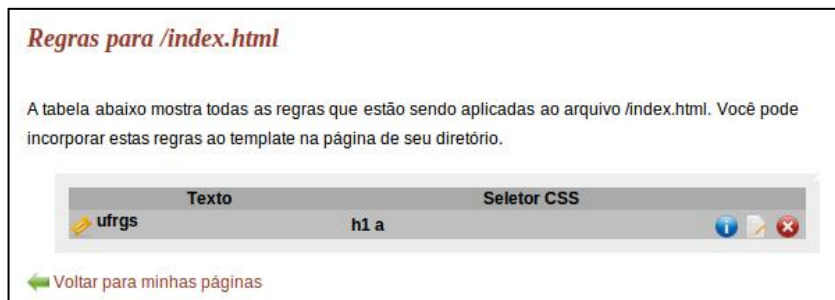 Regras para /index.html
A tabela abaixo mostra todas as regras que estão sendo aplicadas ao arquivo /index.html. Você pode
incorporar estas regras ao template na página de seu diretório.
Texto Seletor CSS
ufrgs h1 a
Voltar para minhas páginas